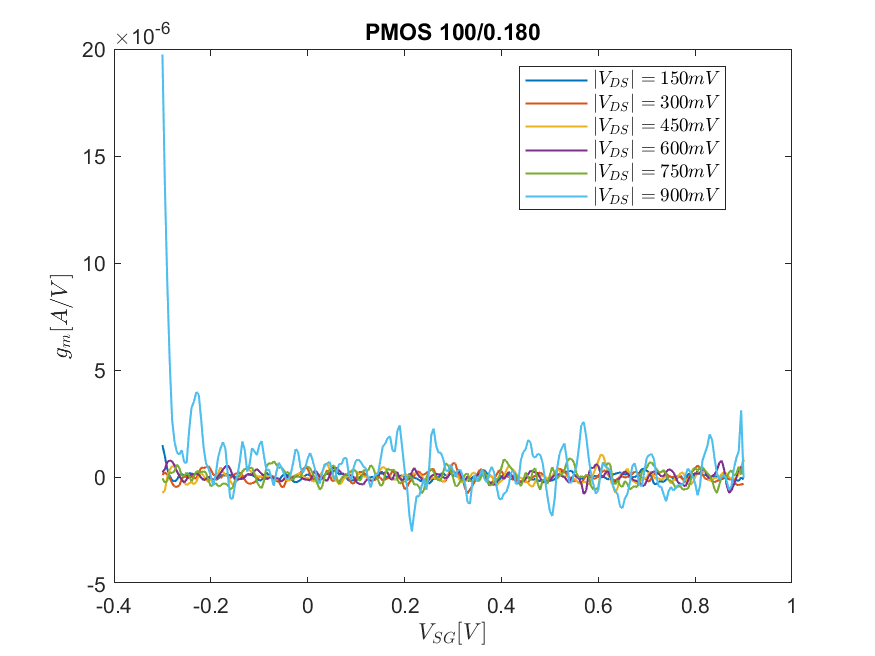 PMOS 100/0.180
×10⁻⁶
20
15
10
5
0
-5
g_m[A/V]
|V_DS| = 150mV
|V_DS| = 300mV
|V_DS| = 450mV
|V_DS| = 600mV
|V_DS| = 750mV
|V_DS| = 900mV
-0.4 -0.2 0 0.2 0.4 0.6 0.8 1
V_SG[V]